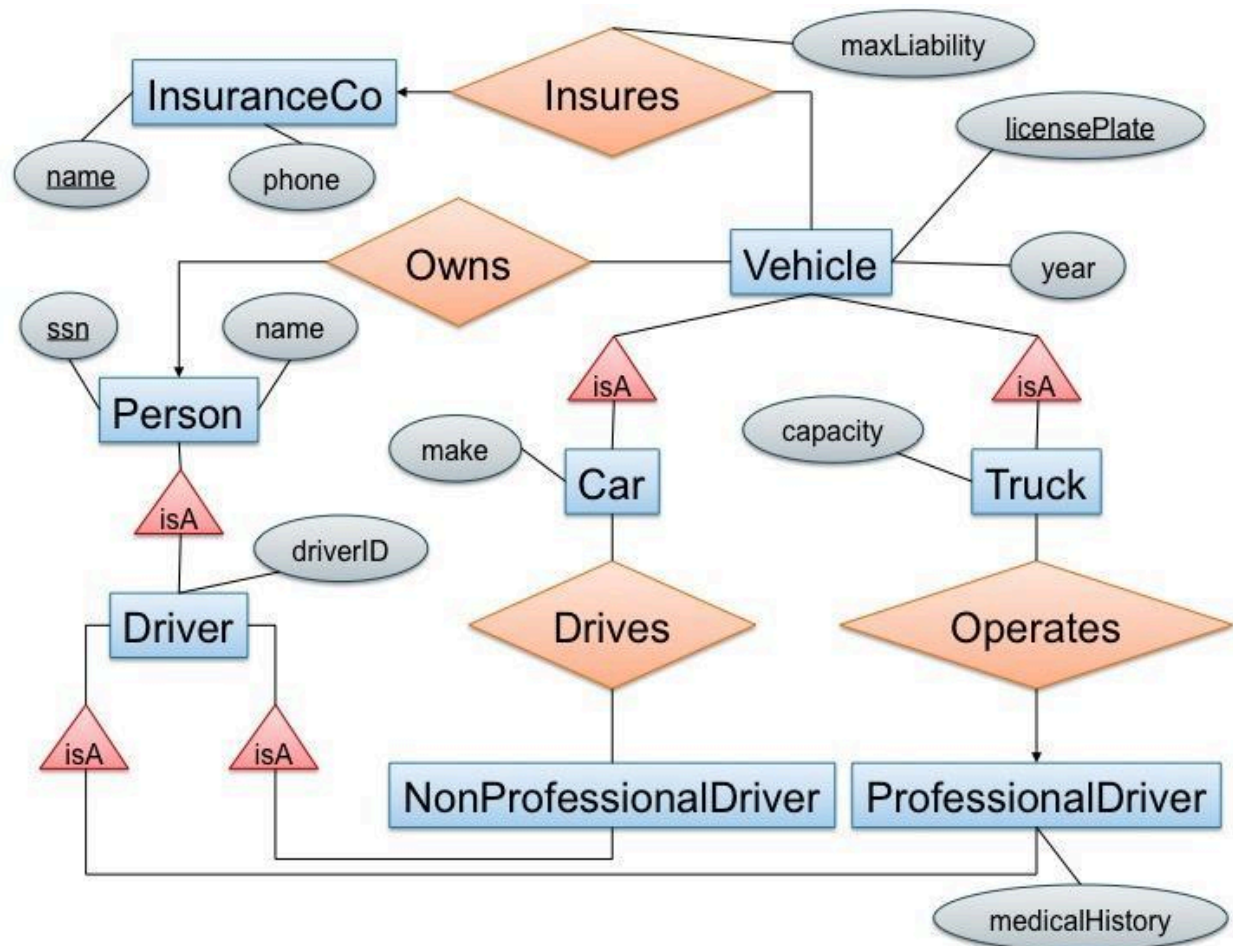 maxLiability
InsuranceCo
Insures
licensePlate
name
phone
Owns
Vehicle
year
ssn
name
isA
isA
Person
make
capacity
Car
Truck
isA
driverID
Driver
Drives
Operates
isA
isA
NonProfessionalDriver
ProfessionalDriver
medicalHistory